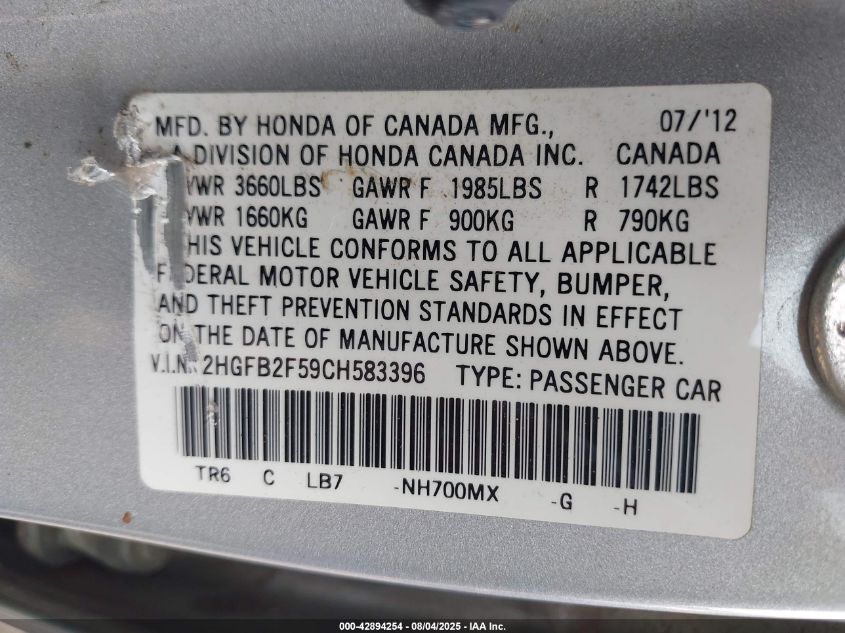 MFD. BY HONDA OF CANADA MFG., 07/'12
A DIVISION OF HONDA CANADA INC. CANADA
VWR 3660LBS GAWR F 1985LBS R 1742LBS
VWR 1660KG GAWR F 900KG R 790KG
HIS VEHICLE CONFORMS TO ALL APPLICABLE
F DERAL MOTOR VEHICLE SAFETY, BUMPER,
AND THEFT PREVENTION STANDARDS IN EFFECT
ON THE DATE OF MANUFACTURE SHOWN ABOVE.
V.I.N. 2HGFB2F59CH583396 TYPE: PASSENGER CAR
TR6 C LB7 -NH700MX -G -H
000-42894254 - 08/04/2025 - IAA Inc.